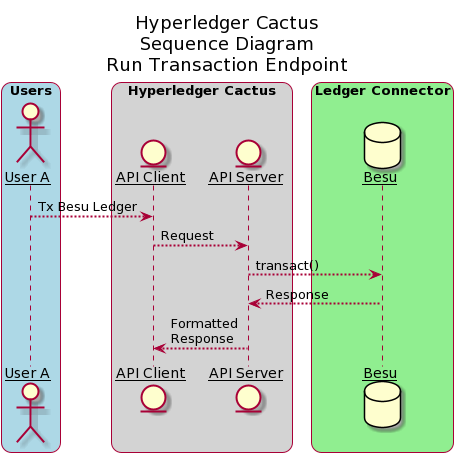 Hyperledger Cactus
Sequence Diagram
Run Transaction Endpoint
Users
Hyperledger Cactus
Ledger Connector
User A
API Client
API Server
Besu
Tx Besu Ledger
Request
transact()
Response
Formatted
Response
User A
API Client
API Server
Besu